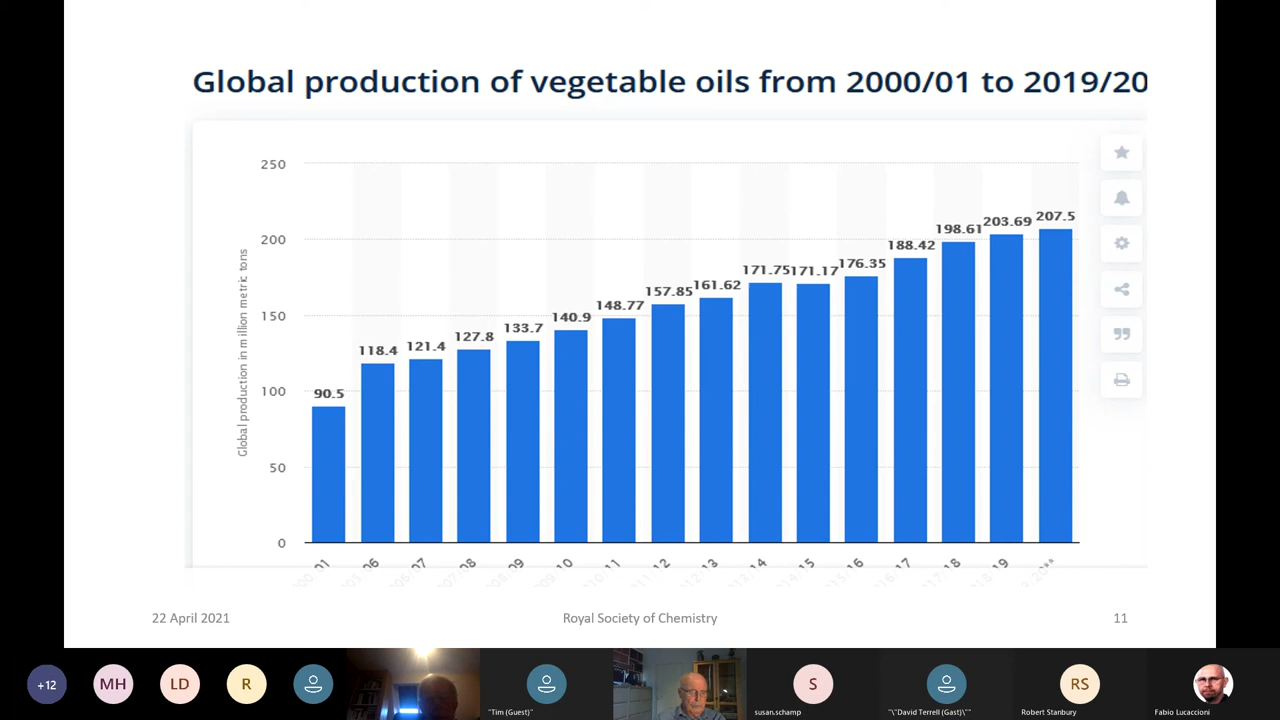 Global production of vegetable oils from 2000/01 to 2019/20
250
200
150
100
50
0
Global production in million metric tons
90.5
118.4
121.4
127.8
133.7
140.9
148.77
157.85
161.62
171.75
171.17
176.35
188.42
198.61
203.69
207.5
22 April 2021
Royal Society of Chemistry
11
+12
MH
LD
R
"Tim (Guest)"
S
susan.schamp
"\"David Terrell (Gast)\""
RS
Robert Stanbury
Fabio Lucaccioni